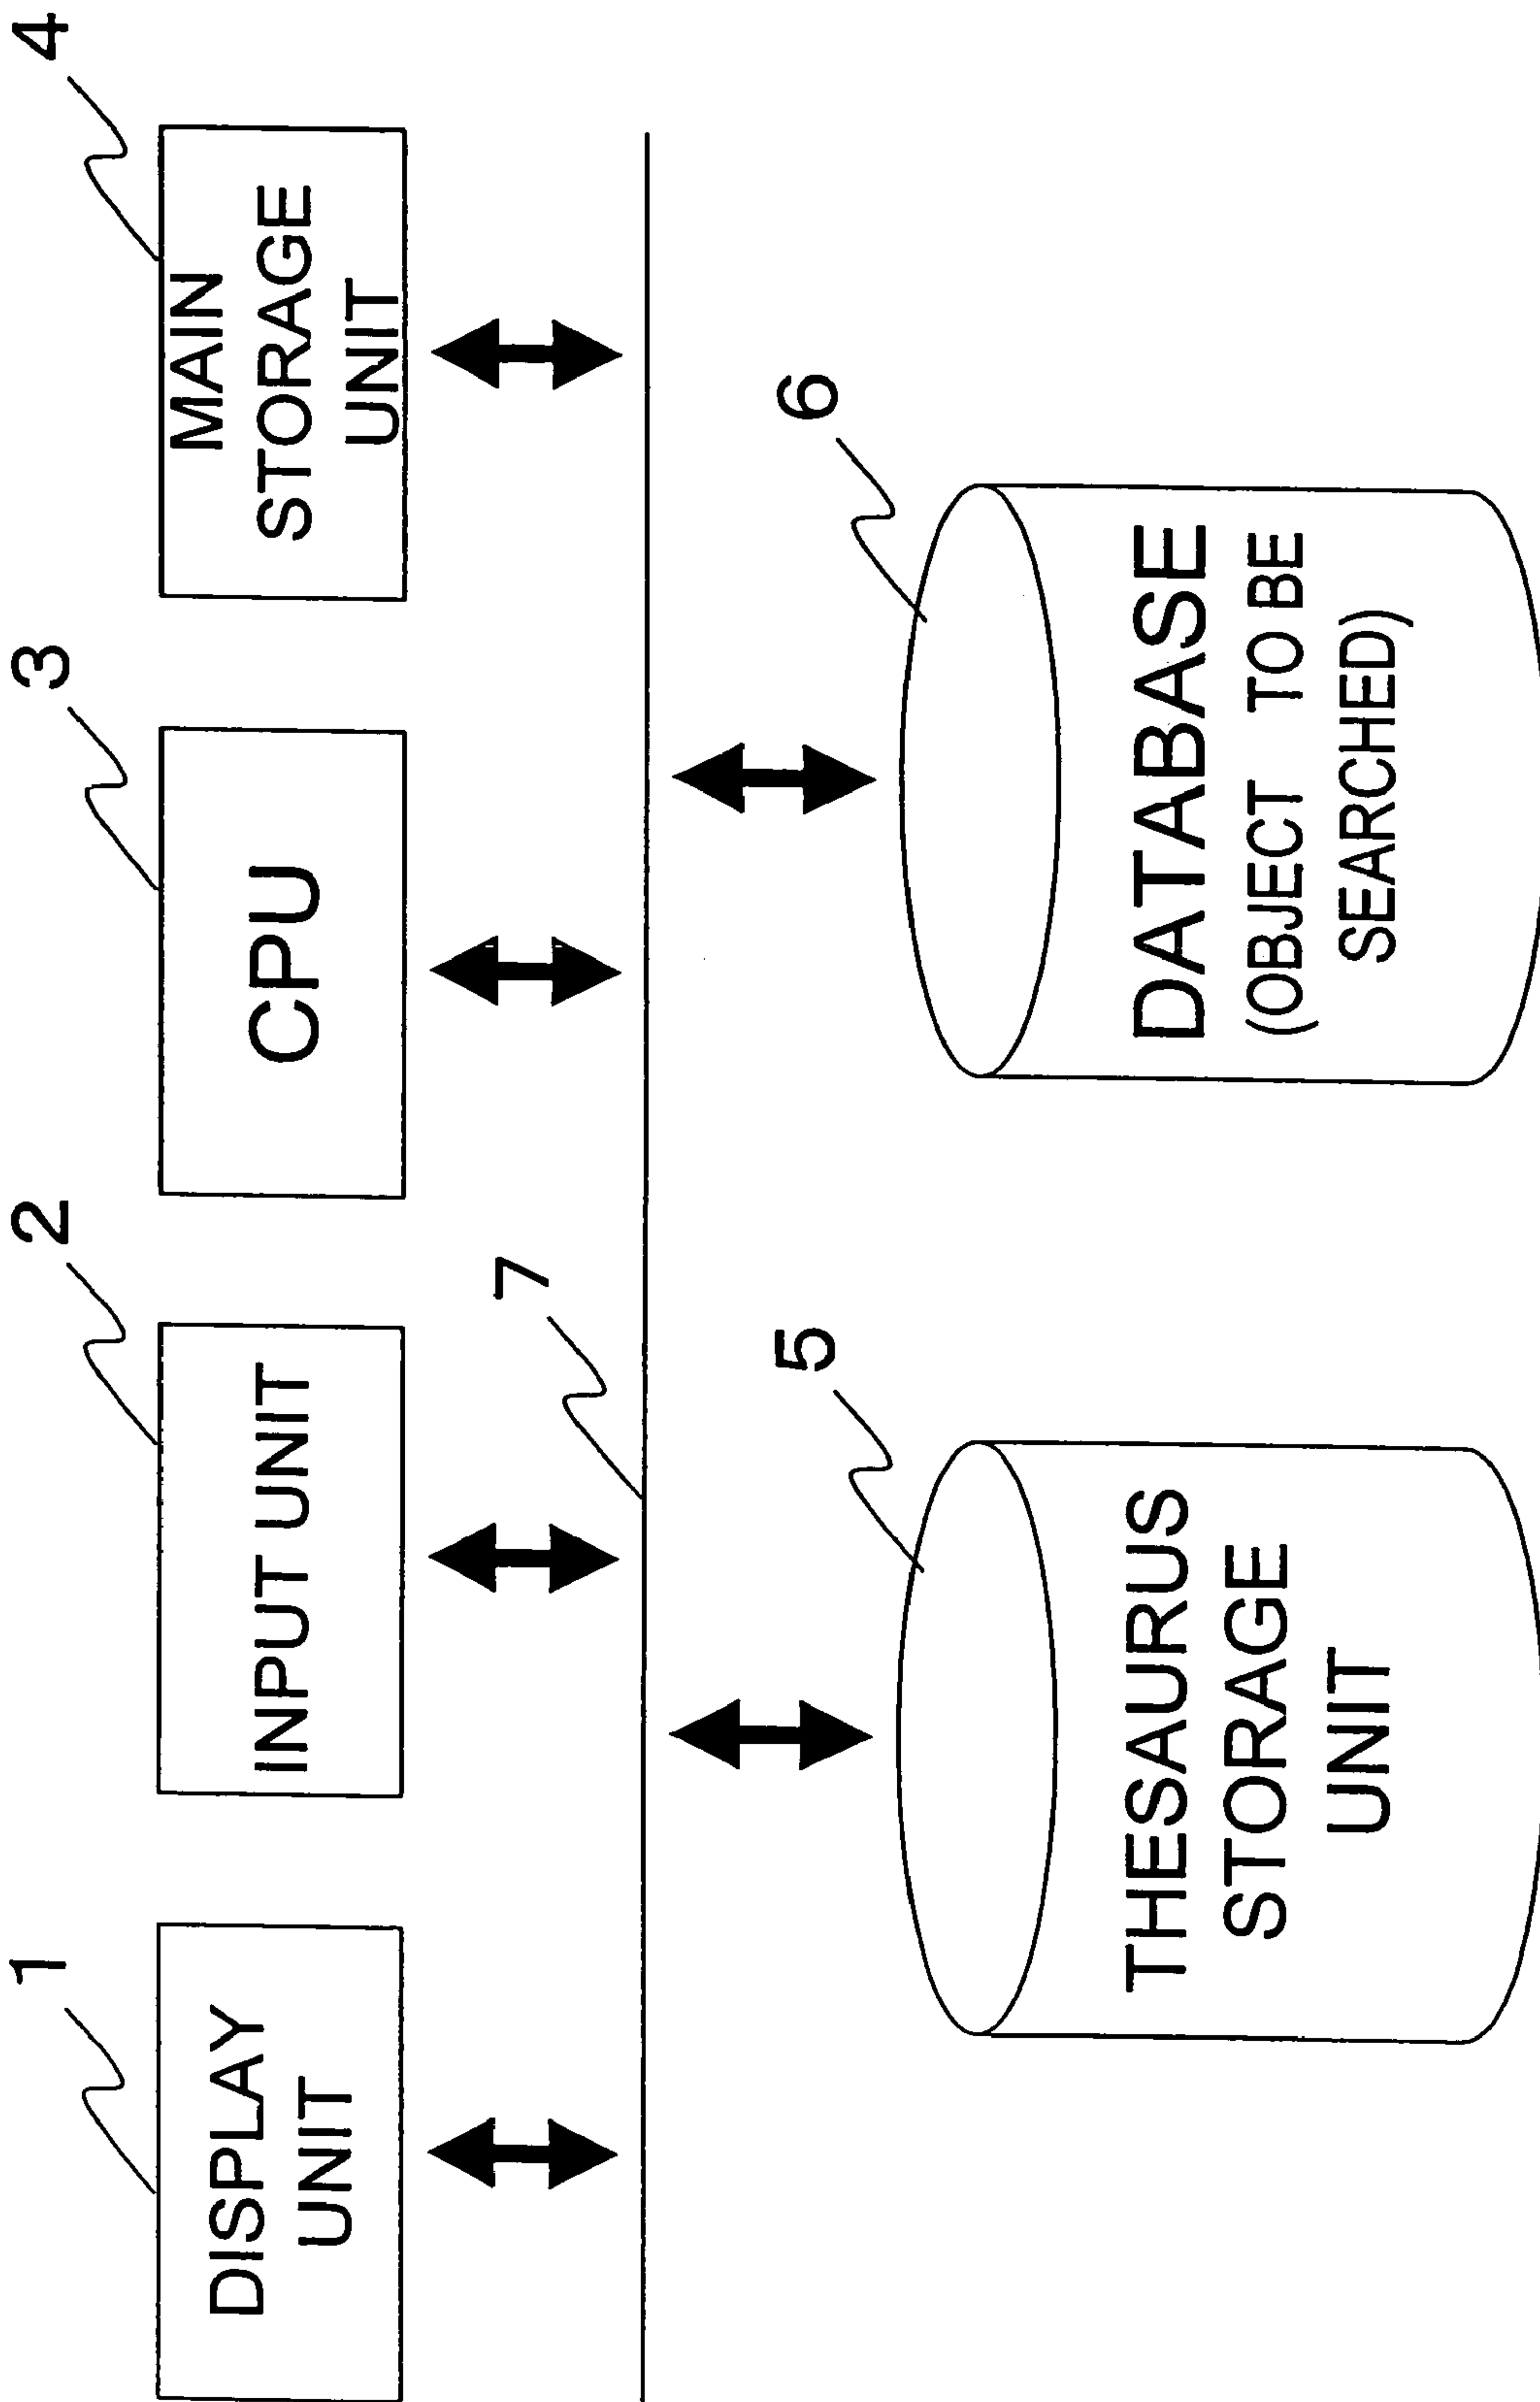 1
2
3
4
DISPLAY
UNIT
INPUT UNIT
CPU
MAIN
STORAGE
UNIT
7
5
6
THESAURUS
STORAGE
UNIT
DATABASE
(OBJECT TO BE
SEARCHED)